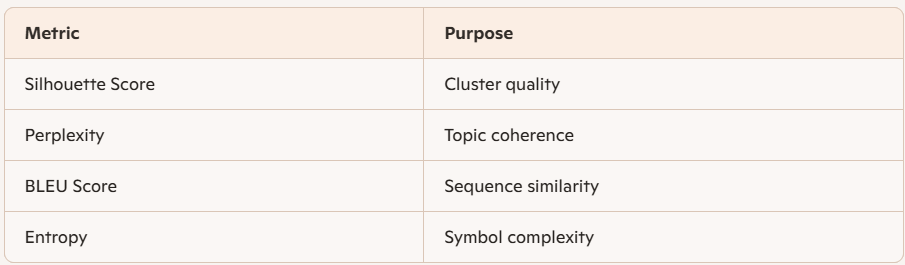 Metric Purpose
Silhouette Score Cluster quality
Perplexity Topic coherence
BLEU Score Sequence similarity
Entropy Symbol complexity